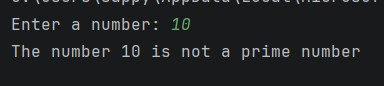 Enter a number: 10
The number 10 is not a prime number